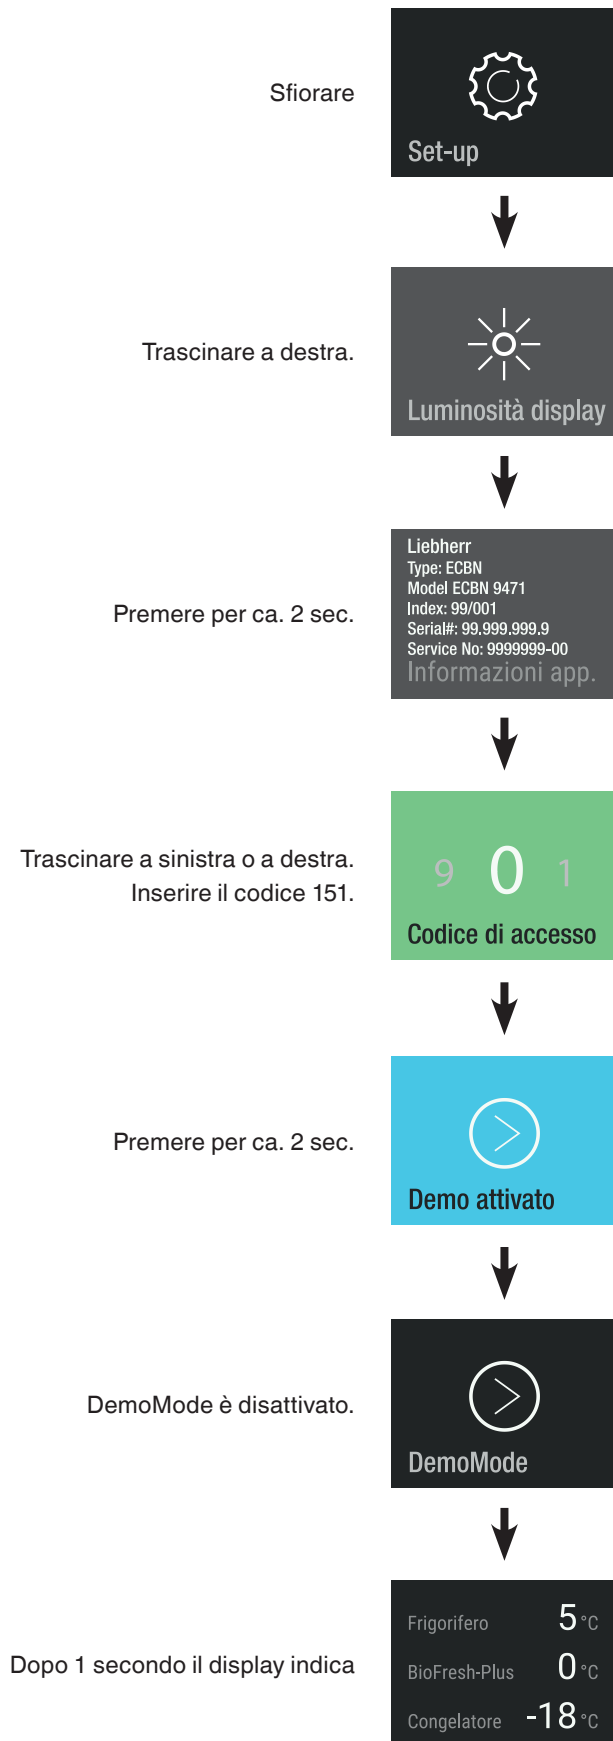 Sfiorare
Set-up
Trascinare a destra.
Luminosità display
Premere per ca. 2 sec.
Liebherr
Type: ECBN
Model ECBN 9471
Index: 99/001
Serial#: 99.999.999.9
Service No: 9999999-00
Informazioni app.
Trascinare a sinistra o a destra.
Inserire il codice 151.
9 0 1
Codice di accesso
Premere per ca. 2 sec.
Demo attivato
DemoMode è disattivato.
DemoMode
Dopo 1 secondo il display indica
Frigorifero 5 °C
BioFresh-Plus 0 °C
Congelatore -18 °C